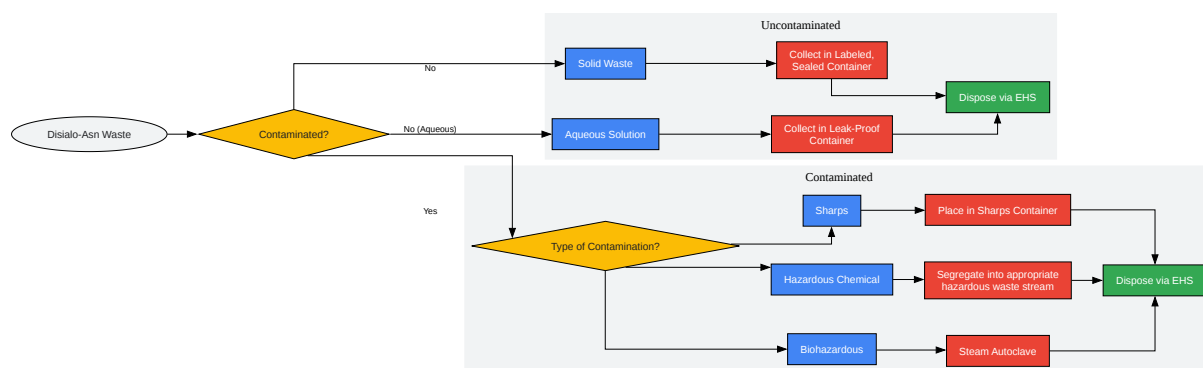 Uncontaminated
Solid Waste
Collect in Labeled,
Sealed Container
No
Dispose via EHS
Disialo-Asn Waste
Contaminated?
No (Aqueous)
Aqueous Solution
Collect in Leak-Proof
Container
Contaminated
Yes
Sharps
Place in Sharps Container
Type of Contamination?
Hazardous Chemical
Segregate into appropriate
hazardous waste stream
Dispose via EHS
Biohazardous
Steam Autoclave